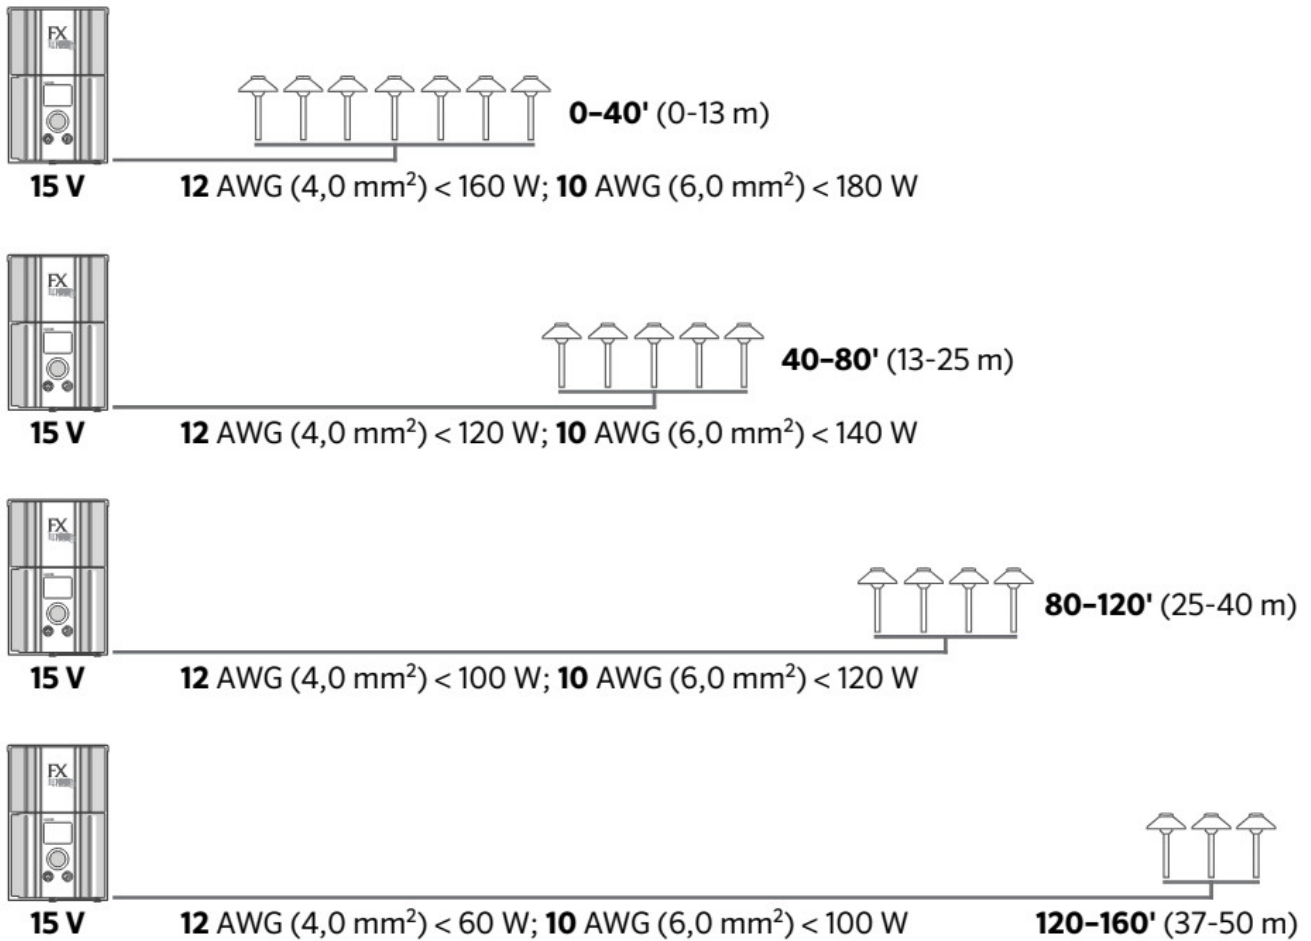 FX
0–40' (0-13 m)
15 V
12 AWG (4,0 mm²) < 160 W; 10 AWG (6,0 mm²) < 180 W
FX
40–80' (13-25 m)
15 V
12 AWG (4,0 mm²) < 120 W; 10 AWG (6,0 mm²) < 140 W
FX
80–120' (25-40 m)
15 V
12 AWG (4,0 mm²) < 100 W; 10 AWG (6,0 mm²) < 120 W
FX
15 V
12 AWG (4,0 mm²) < 60 W; 10 AWG (6,0 mm²) < 100 W
120–160' (37-50 m)